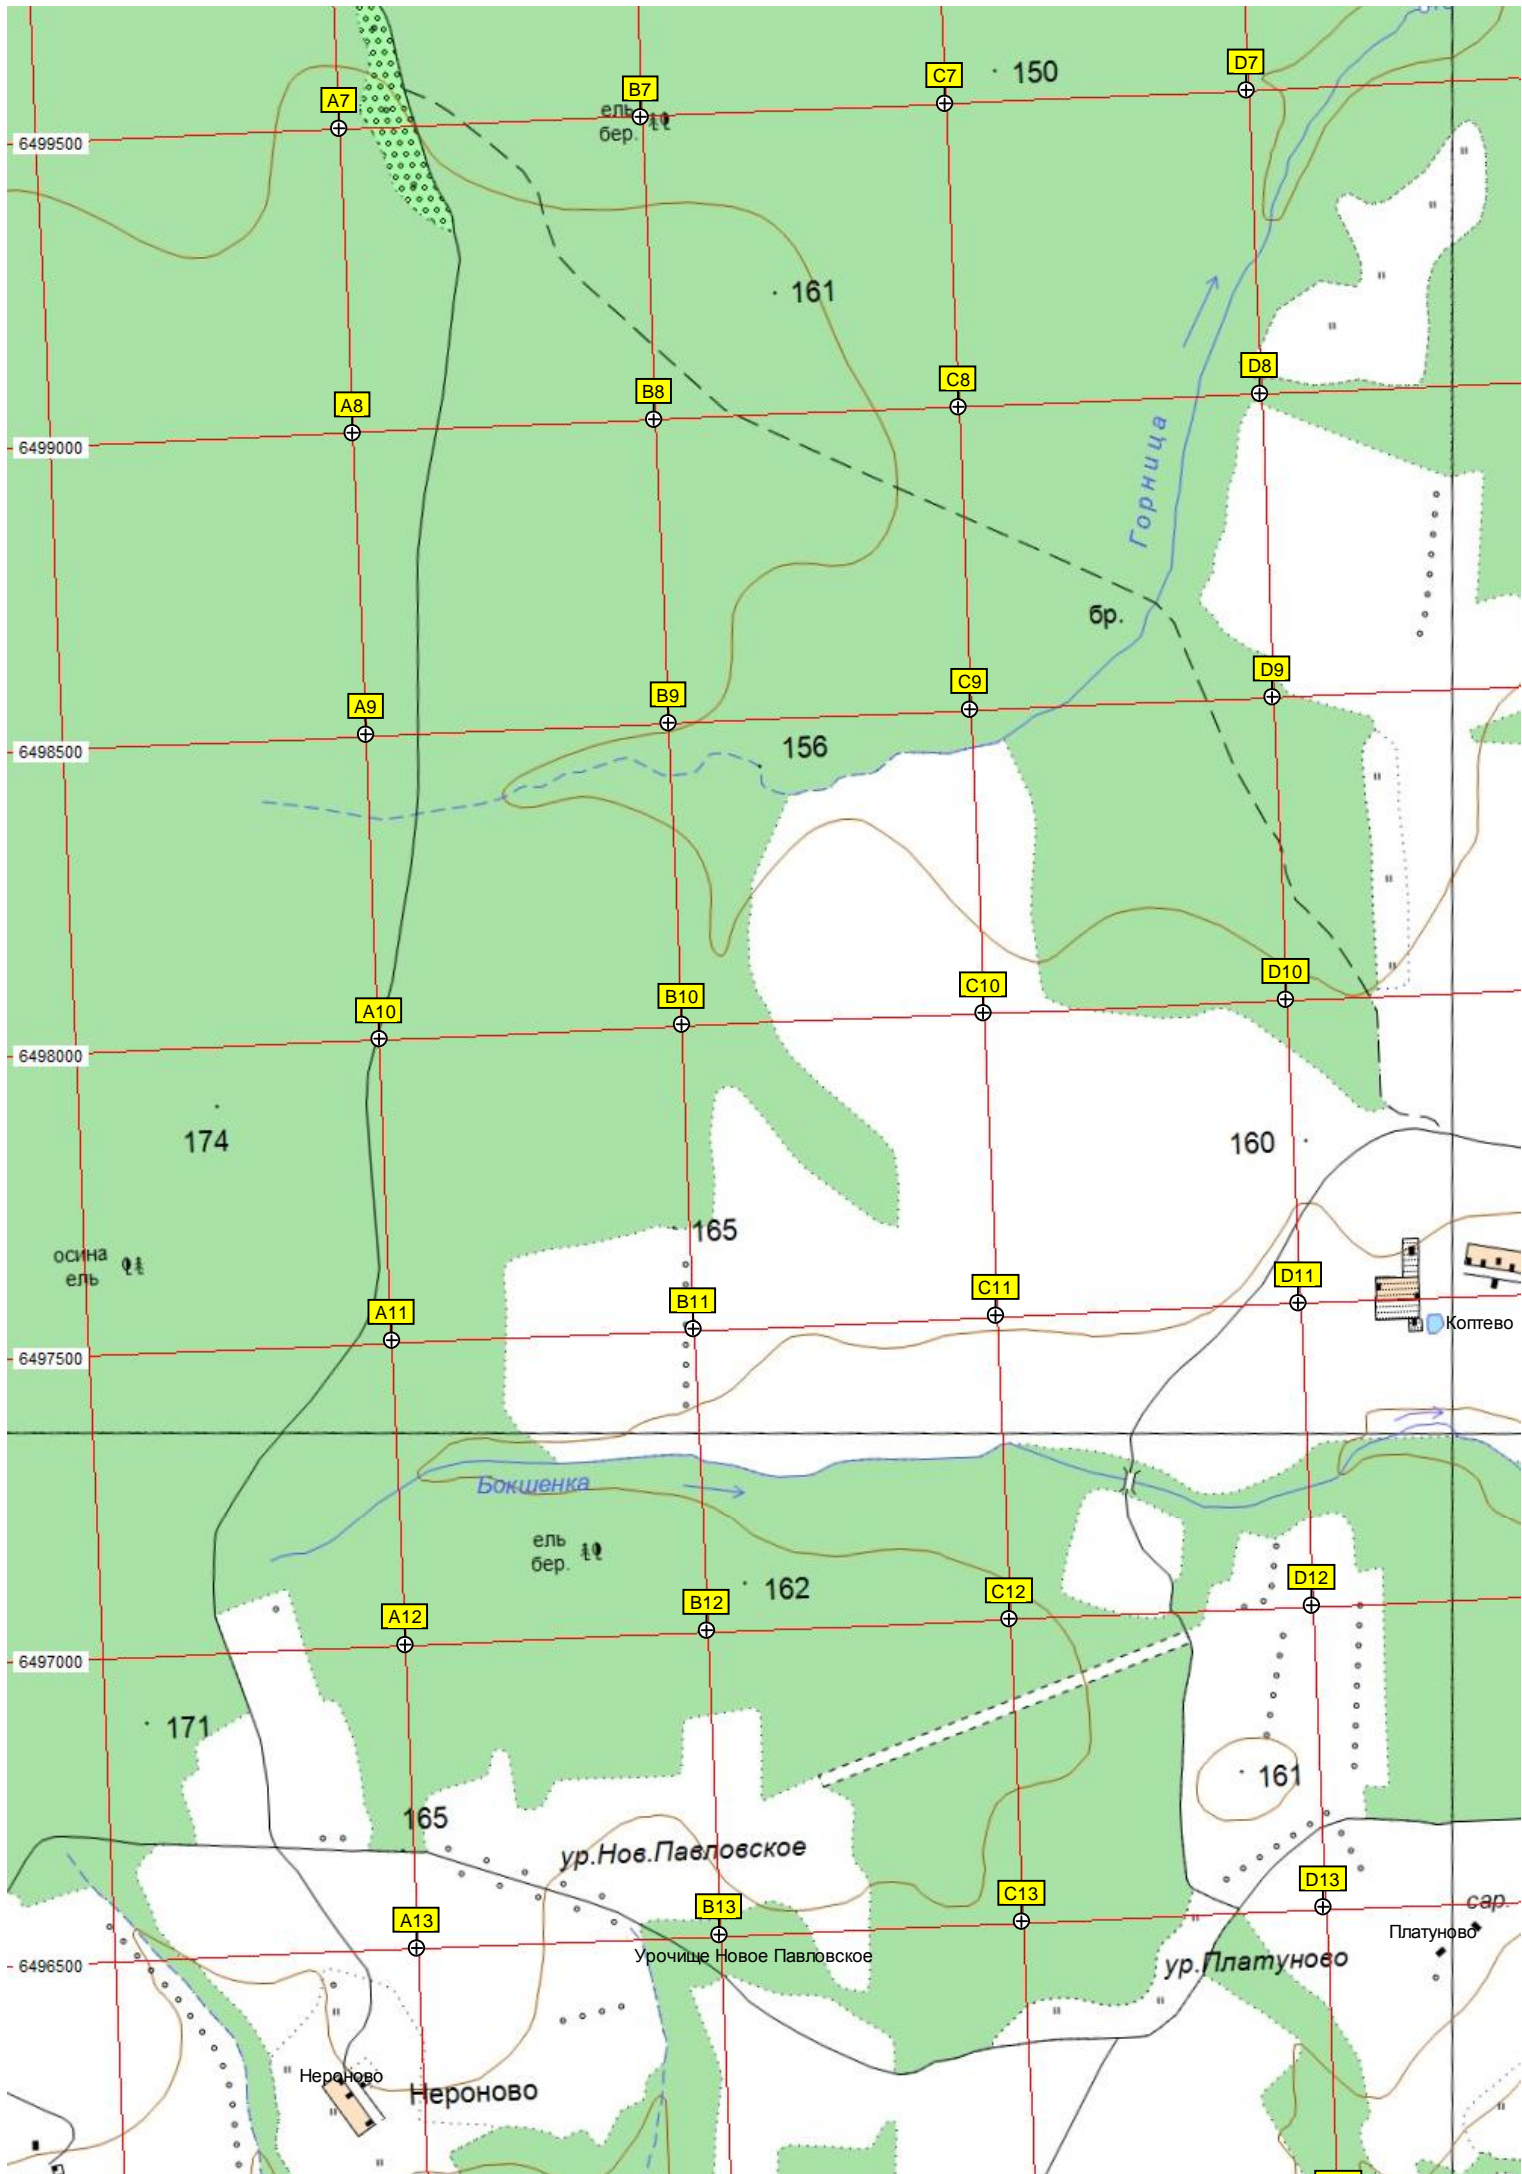 150
D7
C7
B7
A7
ель
бер.
6499500
161
D8
C8
B8
A8
6499000
Горница
бр.
D9
C9
B9
A9
6498500
156
D10
C10
B10
A10
6498000
174
160
165
осина
ель
D11
C11
B11
A11
Коптево
6497500
Бокшенка
ель
бер.
162
D12
C12
B12
A12
6497000
171
161
165
ур.Нов.Павловское
D13
C13
B13
A13
сар.
Платуново
Урочище Новое Павловское
ур.Платуново
6496500
Нероново
Нероново